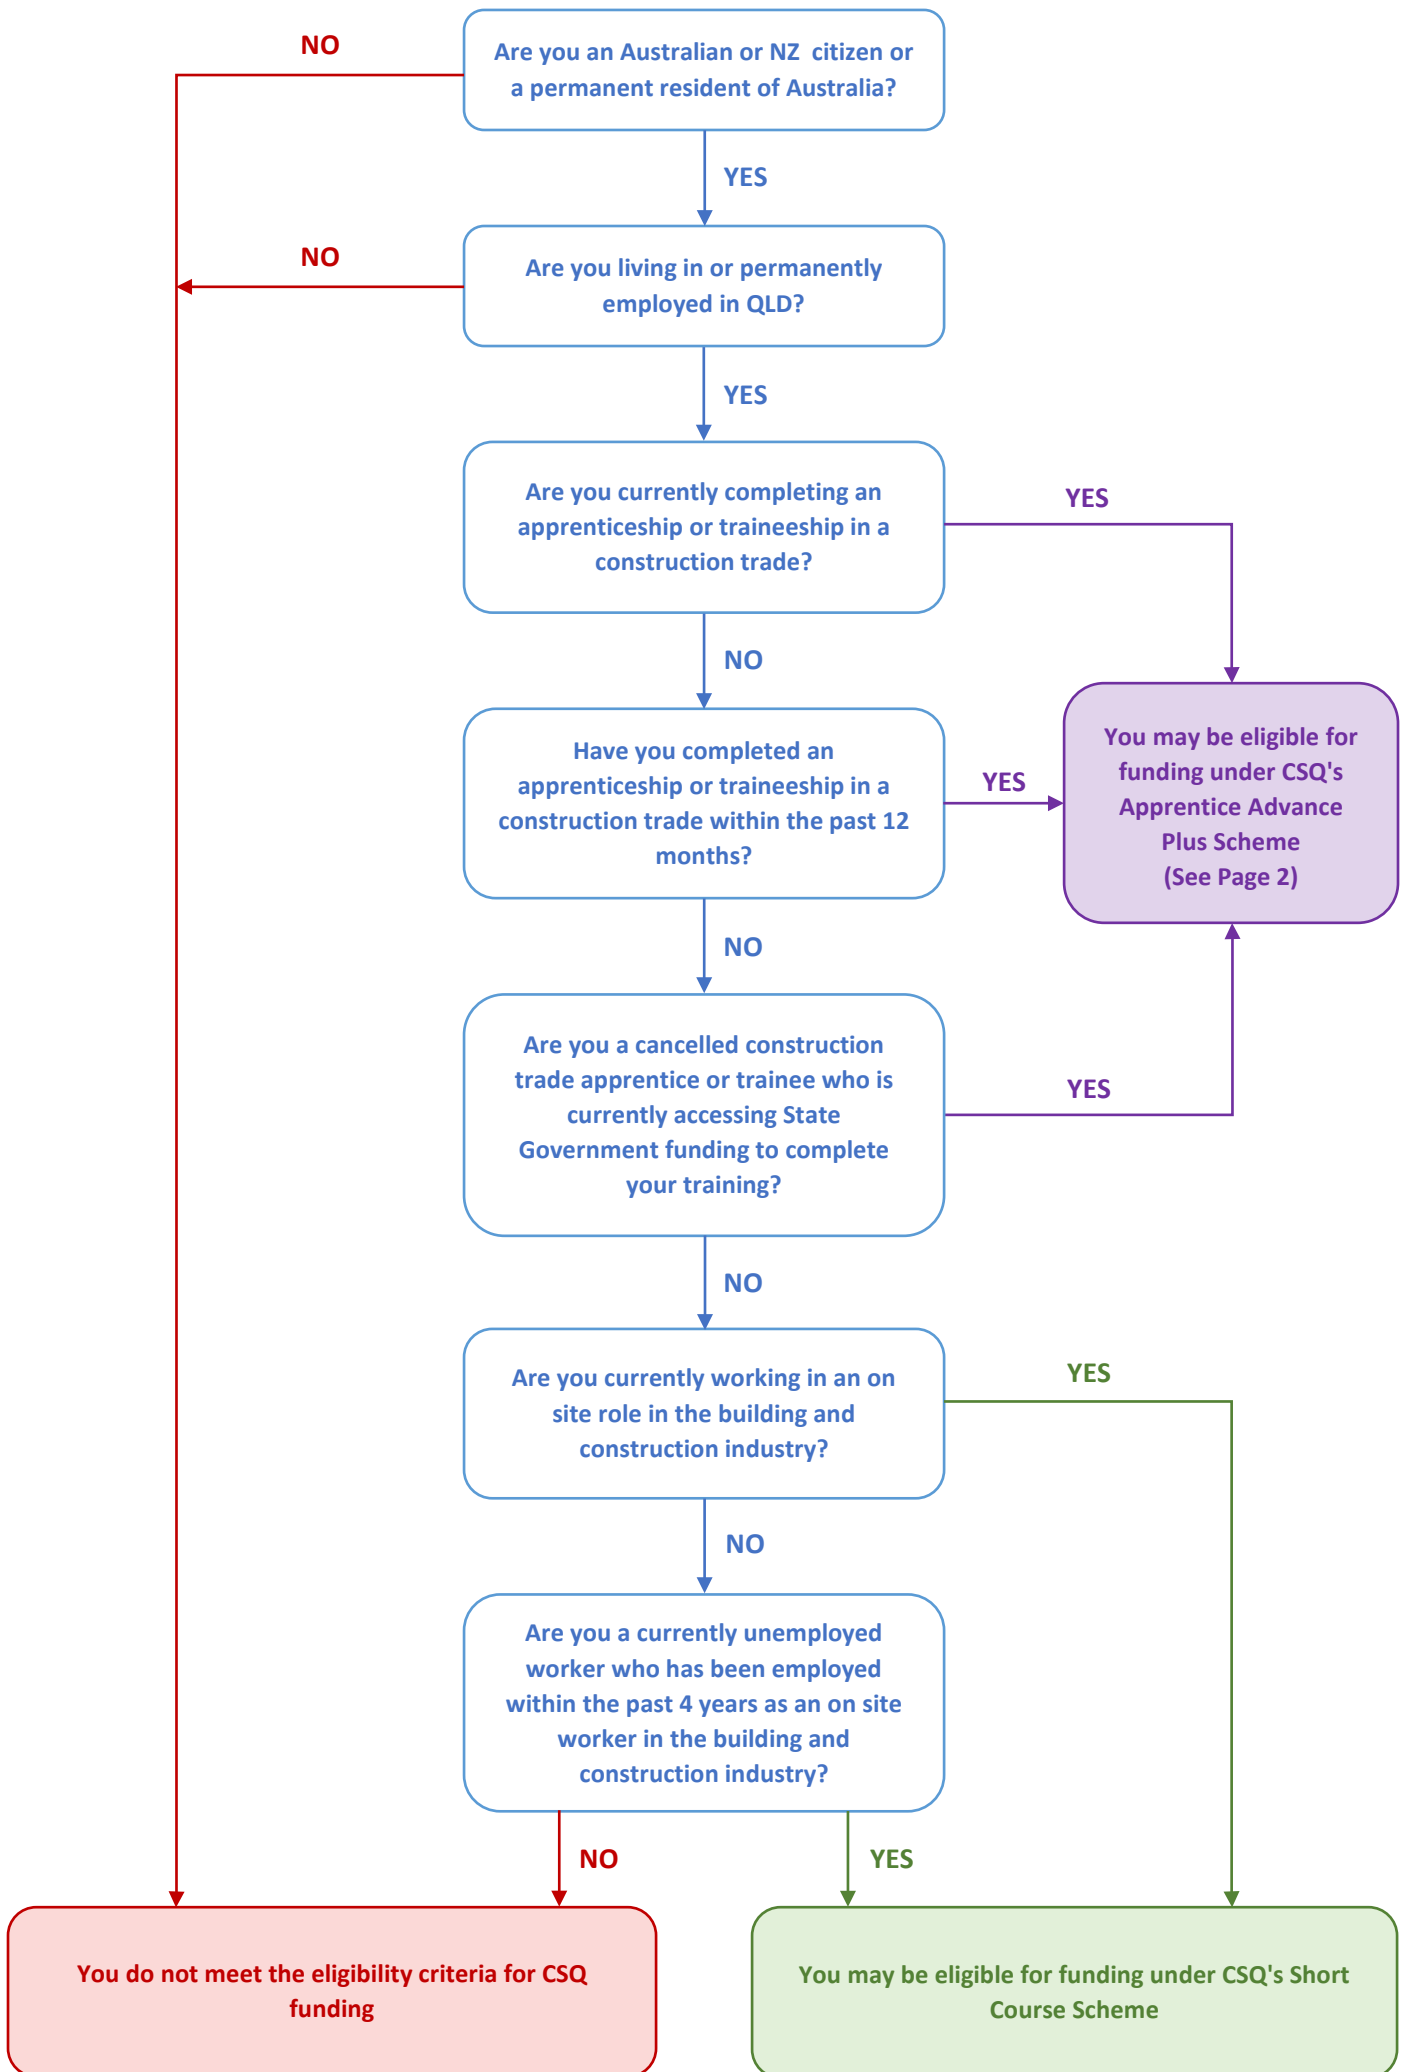 NO
Are you an Australian or NZ citizen or
a permanent resident of Australia?
YES
NO
Are you living in or permanently
employed in QLD?
YES
Are you currently completing an
apprenticeship or traineeship in a
construction trade?
YES
NO
Have you completed an
apprenticeship or traineeship in a
construction trade within the past 12
months?
YES
You may be eligible for
funding under CSQ's
Apprentice Advance
Plus Scheme
(See Page 2)
NO
Are you a cancelled construction
trade apprentice or trainee who is
currently accessing State
Government funding to complete
your training?
YES
NO
Are you currently working in an on
site role in the building and
construction industry?
YES
NO
Are you a currently unemployed
worker who has been employed
within the past 4 years as an on site
worker in the building and
construction industry?
NO
YES
You do not meet the eligibility criteria for CSQ
funding
You may be eligible for funding under CSQ's Short
Course Scheme